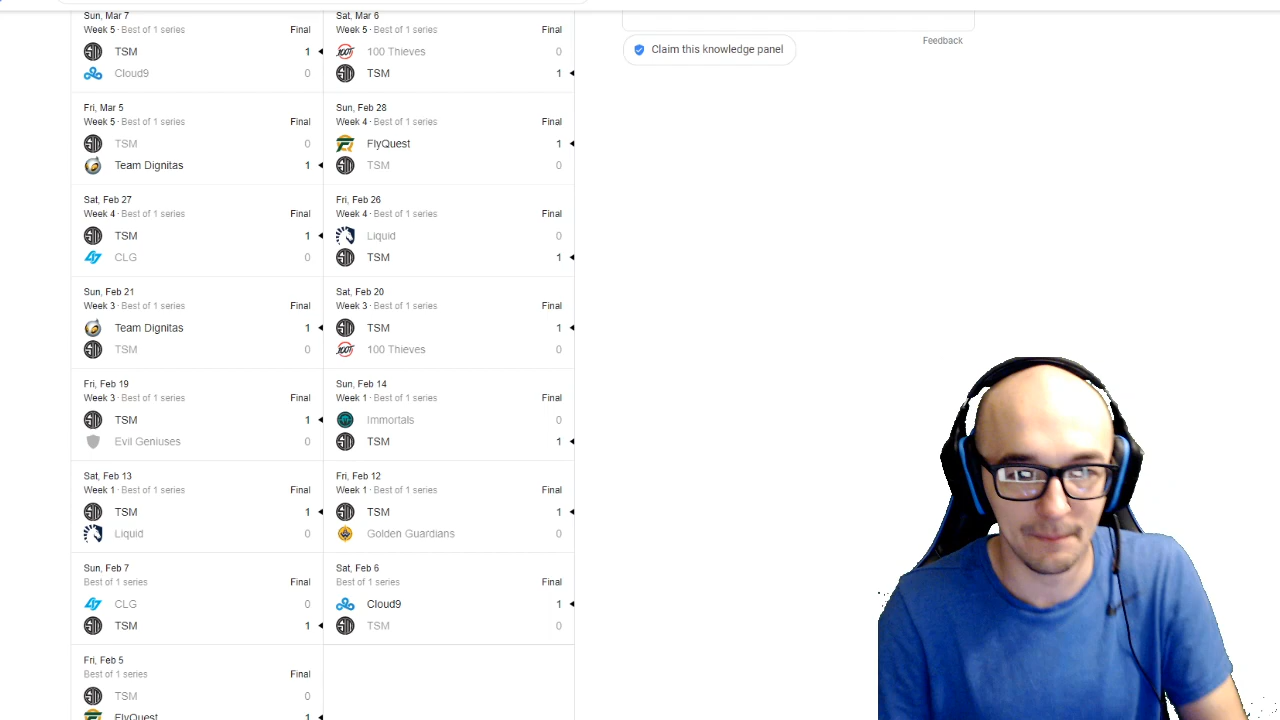 Sun, Mar 7
Week 5 · Best of 1 series Final
TSM 1
Cloud9 0
Sat, Mar 6
Week 5 · Best of 1 series Final
100 Thieves 0
TSM 1
Fri, Mar 5
Week 5 · Best of 1 series Final
TSM 0
Team Dignitas 1
Sun, Feb 28
Week 4 · Best of 1 series Final
FlyQuest 1
TSM 0
Sat, Feb 27
Week 4 · Best of 1 series Final
TSM 1
CLG 0
Fri, Feb 26
Week 4 · Best of 1 series Final
Liquid 0
TSM 1
Sun, Feb 21
Week 3 · Best of 1 series Final
Team Dignitas 1
TSM 0
Sat, Feb 20
Week 3 · Best of 1 series Final
TSM 1
100 Thieves 0
Fri, Feb 19
Week 3 · Best of 1 series Final
TSM 1
Evil Geniuses 0
Sun, Feb 14
Week 1 · Best of 1 series Final
Immortals 0
TSM 1
Sat, Feb 13
Week 1 · Best of 1 series Final
TSM 1
Liquid 0
Fri, Feb 12
Week 1 · Best of 1 series Final
TSM 1
Golden Guardians 0
Sun, Feb 7
Best of 1 series Final
CLG 0
TSM 1
Sat, Feb 6
Best of 1 series Final
Cloud9 1
TSM 0
Fri, Feb 5
Best of 1 series Final
TSM 0
FlyQuest 1
Feedback
Claim this knowledge panel